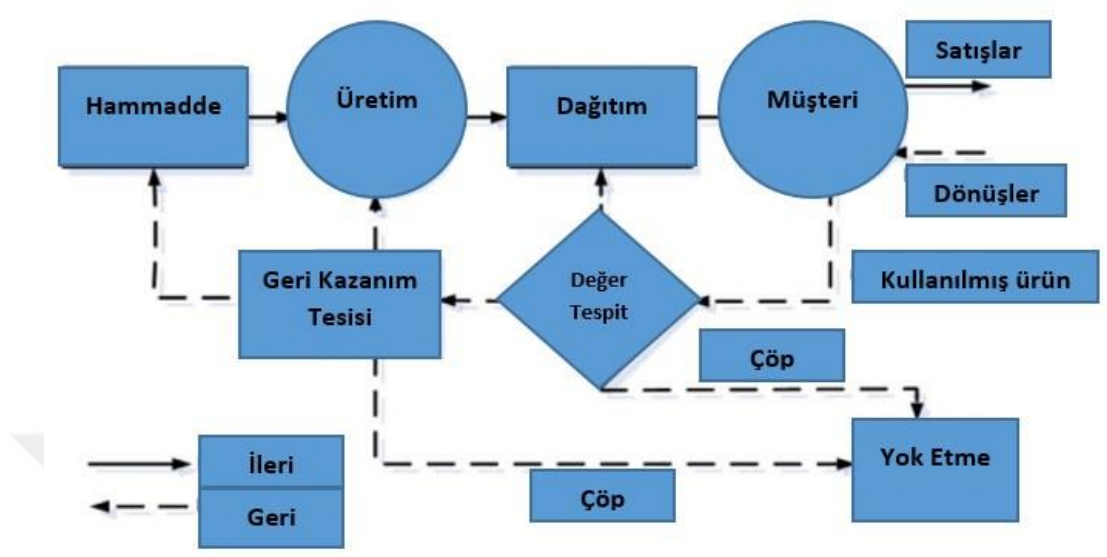 Hammadde
Üretim
Dağıtım
Müşteri
Satışlar
Dönüşler
Geri Kazanım
Tesisi
Değer
Tespit
Kullanılmış ürün
Çöp
Yok Etme
Çöp
İleri
Geri